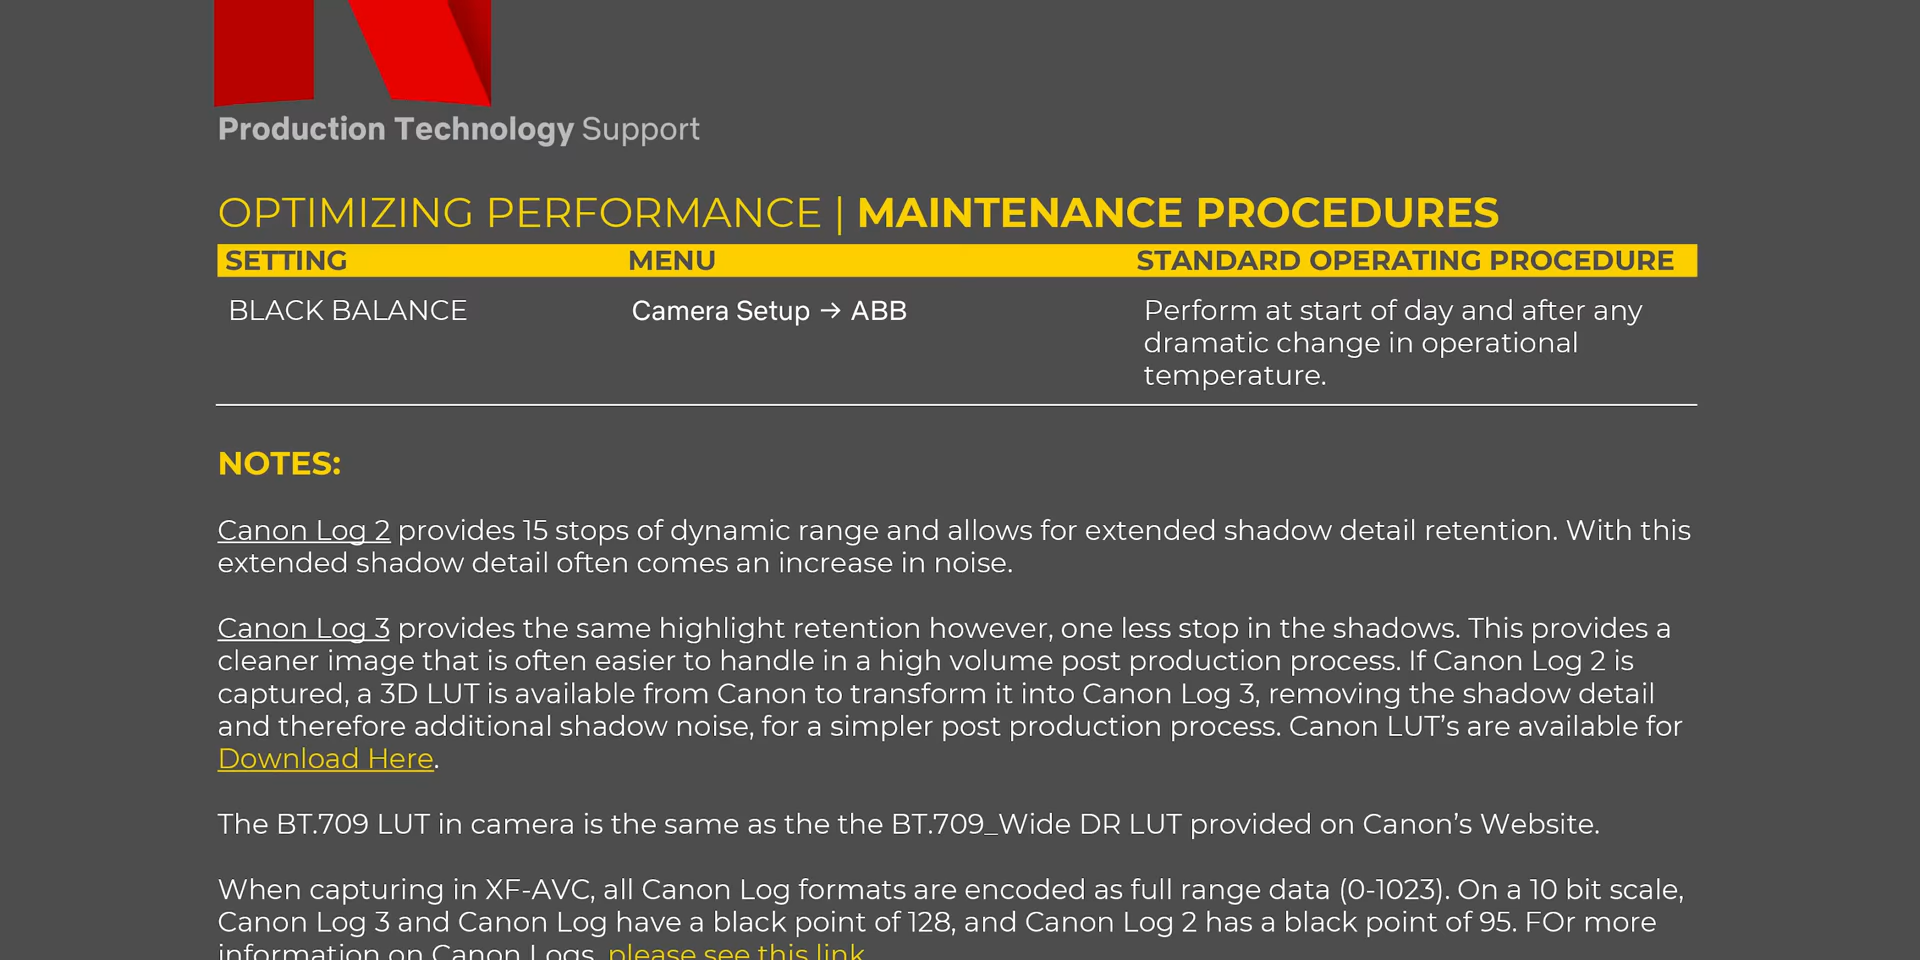 Production Technology Support
OPTIMIZING PERFORMANCE | MAINTENANCE PROCEDURES
SETTING MENU STANDARD OPERATING PROCEDURE
BLACK BALANCE Camera Setup → ABB Perform at start of day and after any
dramatic change in operational
temperature.
NOTES:
Canon Log 2 provides 15 stops of dynamic range and allows for extended shadow detail retention. With this
extended shadow detail often comes an increase in noise.
Canon Log 3 provides the same highlight retention however, one less stop in the shadows. This provides a
cleaner image that is often easier to handle in a high volume post production process. If Canon Log 2 is
captured, a 3D LUT is available from Canon to transform it into Canon Log 3, removing the shadow detail
and therefore additional shadow noise, for a simpler post production process. Canon LUT’s are available for
Download Here.
The BT.709 LUT in camera is the same as the the BT.709_Wide DR LUT provided on Canon’s Website.
When capturing in XF-AVC, all Canon Log formats are encoded as full range data (0-1023). On a 10 bit scale,
Canon Log 3 and Canon Log have a black point of 128, and Canon Log 2 has a black point of 95. FOr more
information on Canon Logs, please see this link